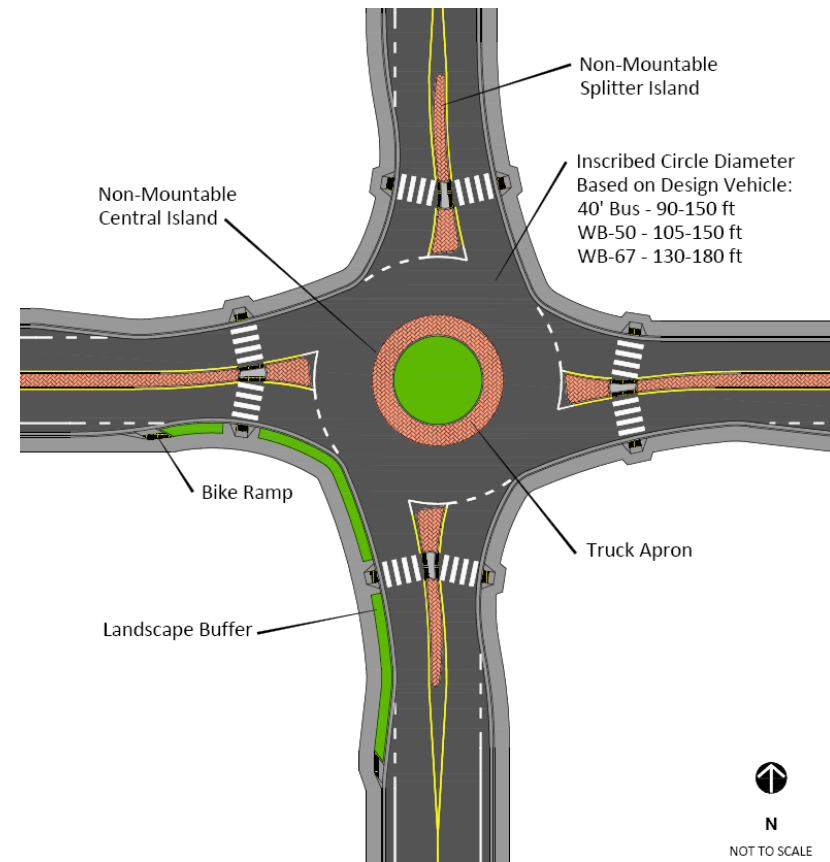 Non-Mountable
Splitter Island
Inscribed Circle Diameter
Based on Design Vehicle:
40' Bus - 90-150 ft
WB-50 - 105-150 ft
WB-67 - 130-180 ft
Non-Mountable
Central Island
Bike Ramp
Truck Apron
Landscape Buffer
N
NOT TO SCALE